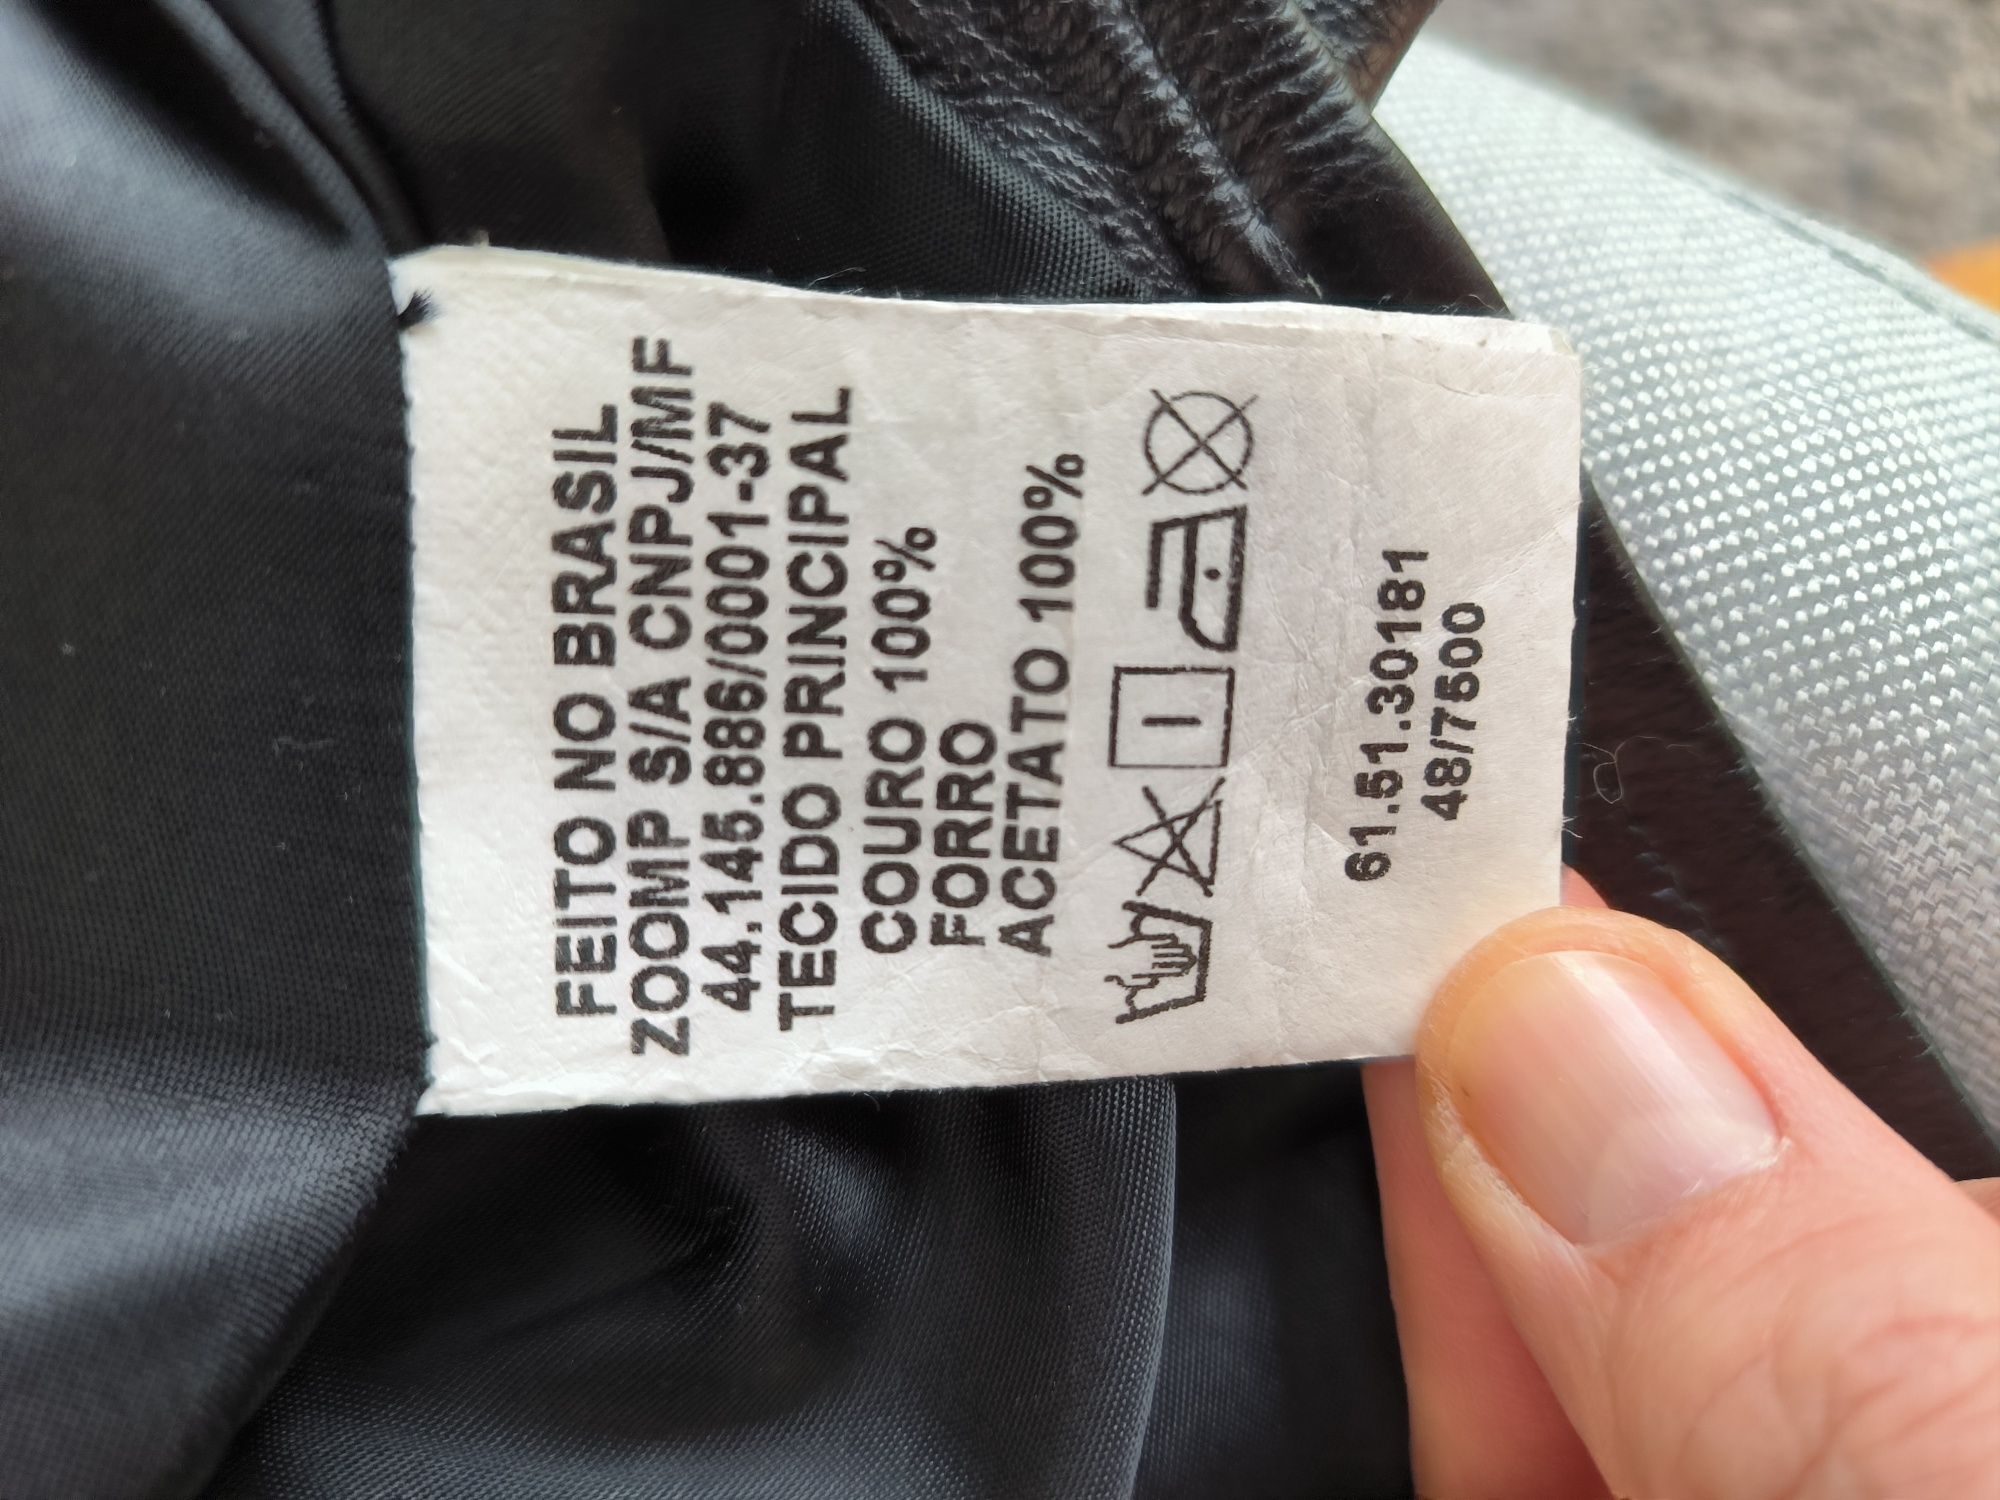 FEITO NO BRASIL
ZOOMP S/A CNPJ/MF
44.145.886/0001-37
TECIDO PRINCIPAL
COURO 100%
FORRO
ACETATO 100%
61.51.30181
48/7500